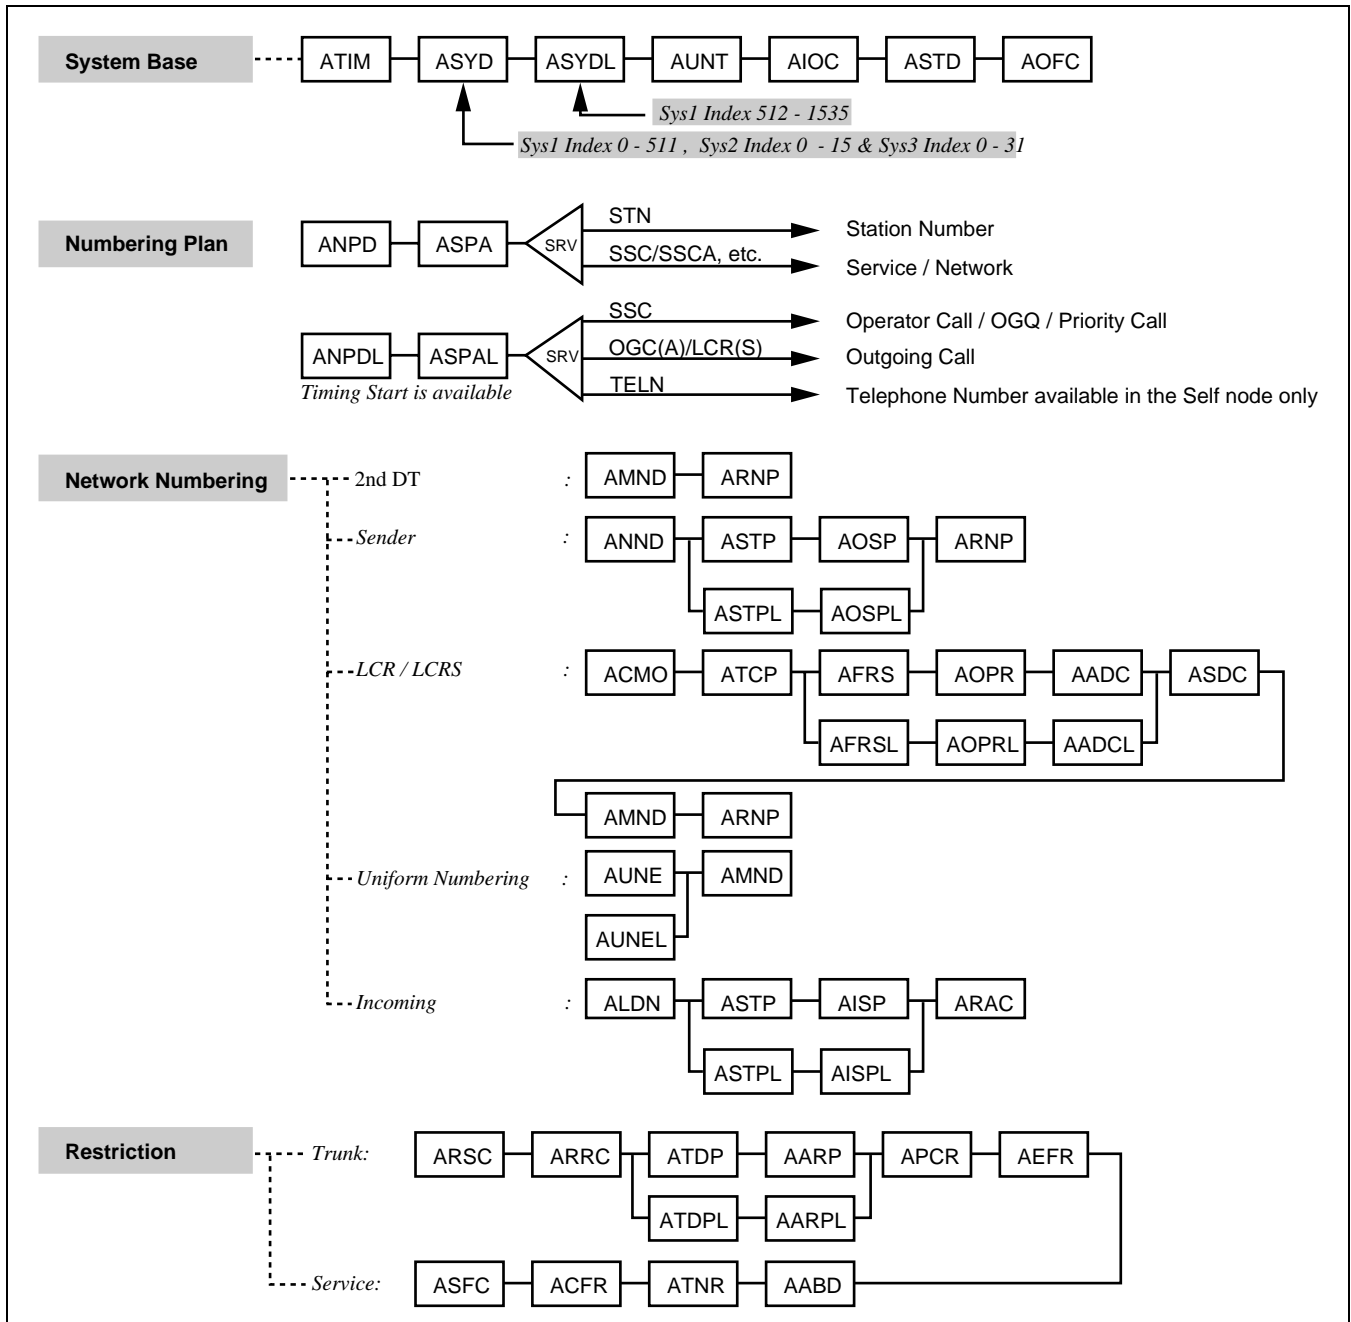 System Base ATIM ASYD ASYDL AUNT AIOC ASTD AOFC
Sys1 Index 512 - 1535
Sys1 Index 0 - 511 , Sys2 Index 0 - 15 & Sys3 Index 0 - 31
Numbering Plan ANPD ASPA SRV
STN Station Number
SSC/SSCA, etc. Service / Network
ANPDL ASPAL SRV
SSC Operator Call / OGQ / Priority Call
OGC(A)/LCR(S) Outgoing Call
TELN Telephone Number available in the Self node only
Timing Start is available
Network Numbering 2nd DT : AMND ARNP
Sender : ANND ASTP AOSP ARNP
ASTPL AOSPL
LCR / LCRS : ACMO ATCP AFRS AOPR AADC ASDC
AFRSL AOPRL AADCL
AMND ARNP
Uniform Numbering : AUNE AMND
AUNEL
Incoming : ALDN ASTP AISP ARAC
ASTPL AISPL
Restriction Trunk: ARSC ARRC ATDP AARP APCR AEFR
ATDPL AARPL
Service: ASFC ACFR ATNR AABD